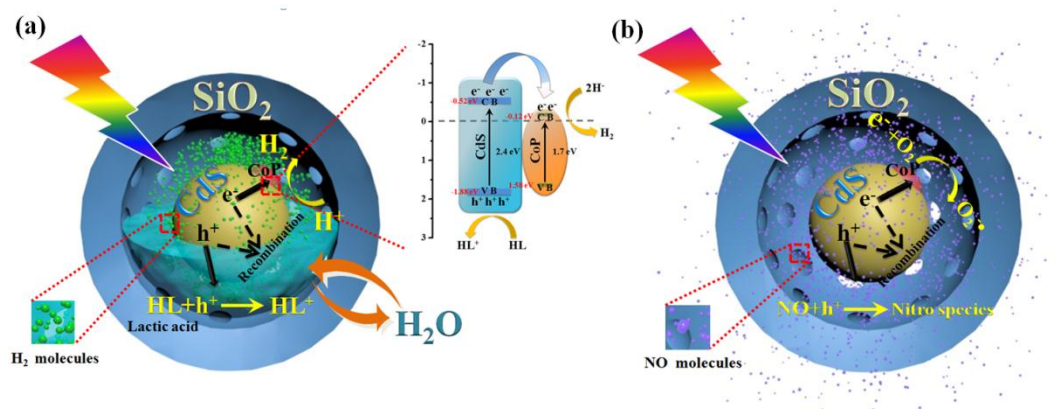 (a)
SiO2
H2
CoP
CdS
e-
H+
h+
Recombination
HL+h+ → HL+
Lactic acid
H2O
H2 molecules
-2
-1
0
1
2
3
e- e- e-
-0.52 eV C B
CdS
2.4 eV
-1.88 eV V B
h+ h+ h+
e- e-
-0.12 eV C B
CoP
1.7 eV
1.58 eV V B
2H+
H2
HL+ HL
(b)
SiO2
e-+O2
CoP
CdS
e-
·O2-
h+
Recombination
NO+h+ → Nitro species
NO molecules